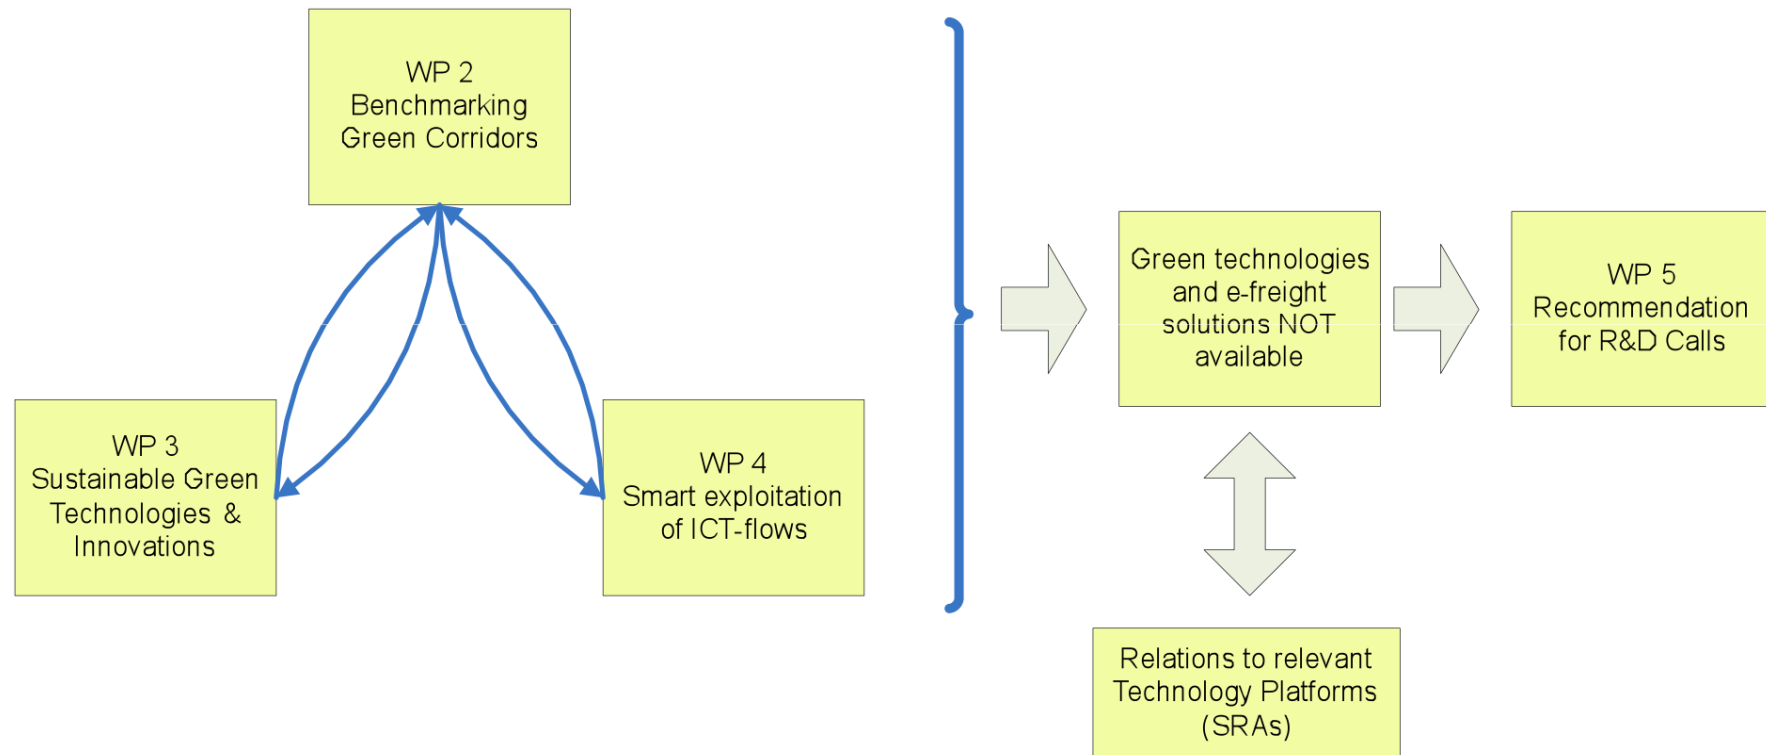 WP 2
Benchmarking
Green Corridors
WP 3
Sustainable Green
Technologies &
Innovations
WP 4
Smart exploitation
of ICT-flows
Green technologies
and e-freight
solutions NOT
available
WP 5
Recommendation
for R&D Calls
Relations to relevant
Technology Platforms
(SRAs)